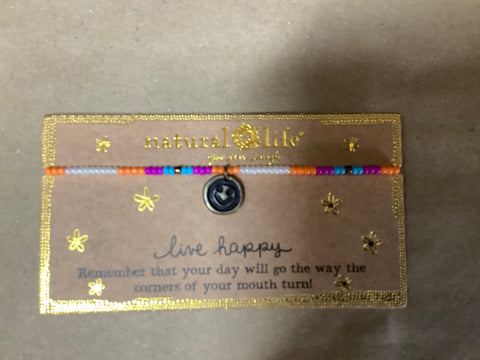 natural life
live happy
Remember that your day will go the way the
corners of your mouth turn!